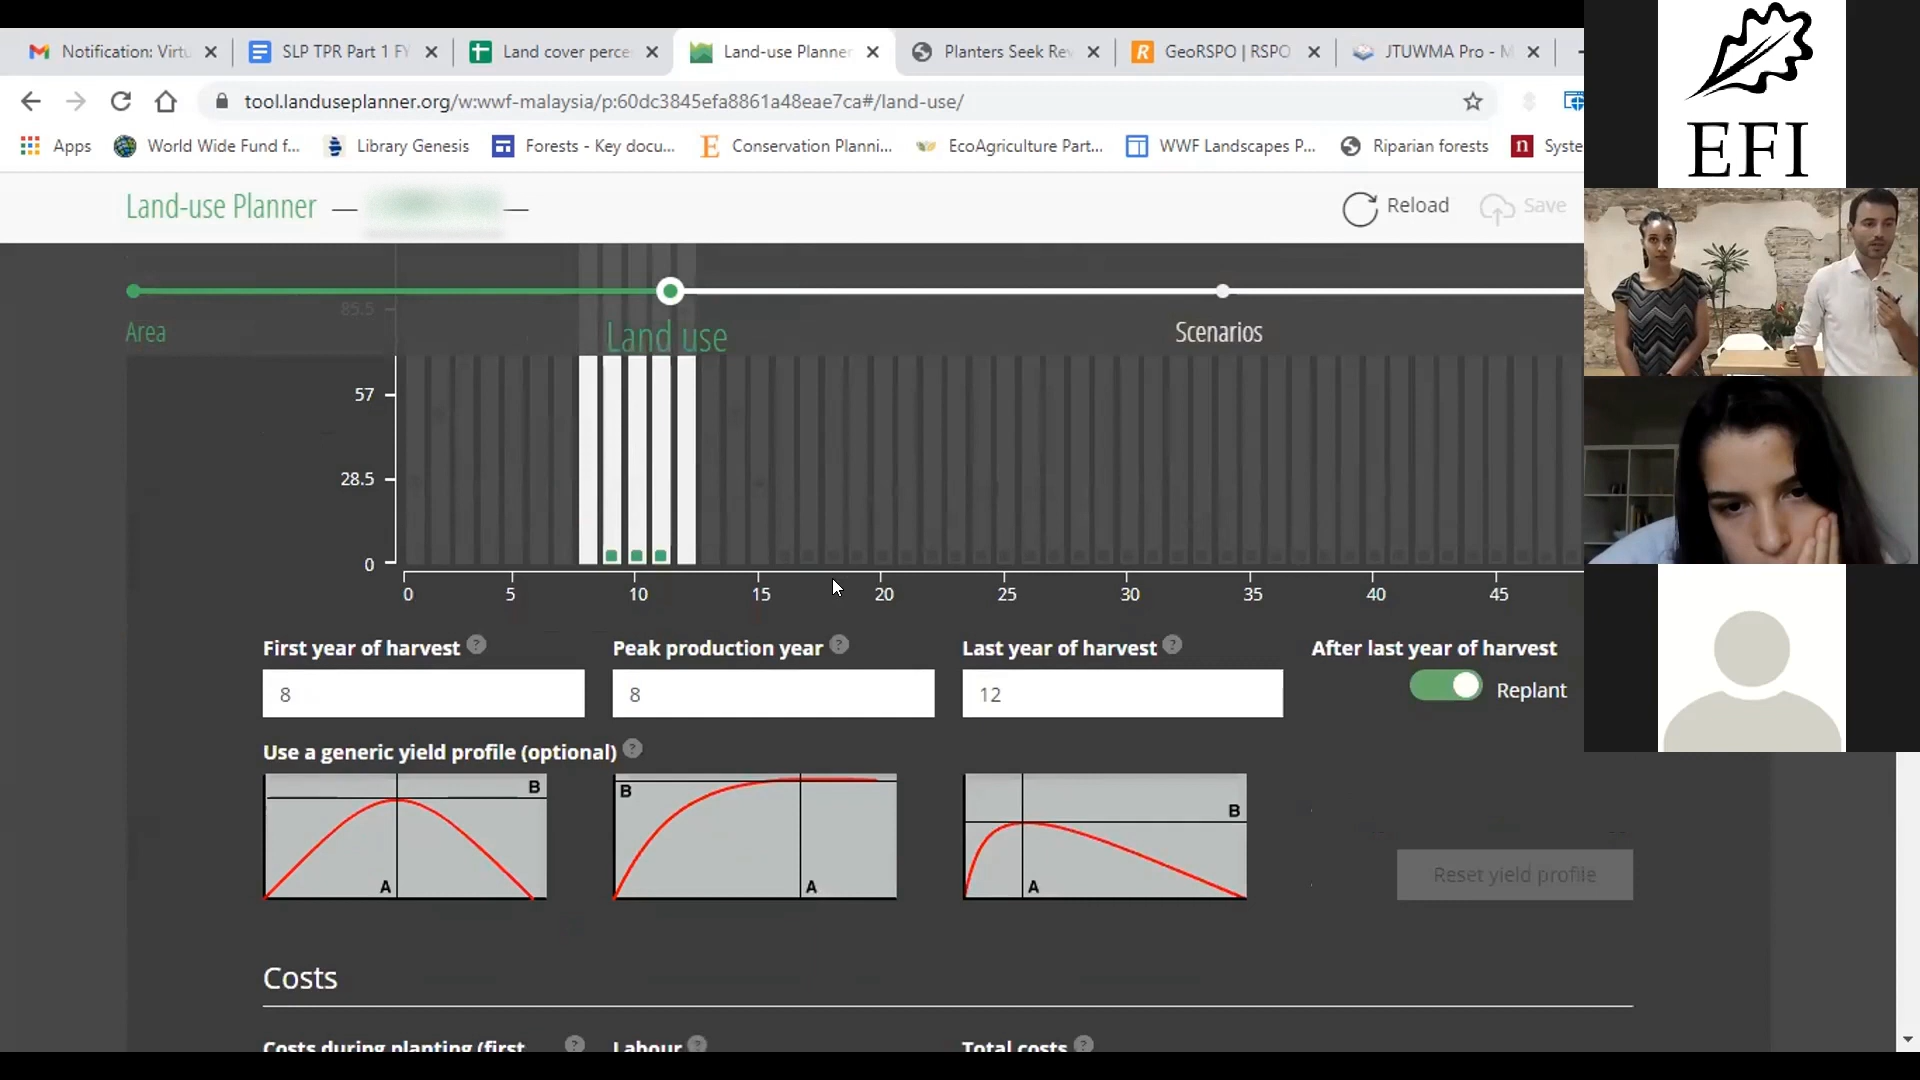 Notification: Virtu
SLP TPR Part 1 FY
Land cover perce
Land-use Planner
Planters Seek Rev
GeoRSPO | RSPO
JTUWMA Pro - M
tool.landuseplanner.org/w:wwf-malaysia/p:60dc3845efa8861a48eae7ca#/land-use/
Apps
World Wide Fund f...
Library Genesis
Forests - Key docu...
Conservation Planni...
EcoAgriculture Part...
WWF Landscapes P...
Riparian forests
Syste
EFI
Land-use Planner —
—
Reload
Save
85.5
Area
Land use
Scenarios
57
28.5
0
0 5 10 15 20 25 30 35 40 45
First year of harvest ?
Peak production year ?
Last year of harvest ?
After last year of harvest
8
8
12
Replant
Use a generic yield profile (optional) ?
B
A
B
A
B
A
Reset yield profile
Costs
Costs during planting (first ?
Labour ?
Total costs ?